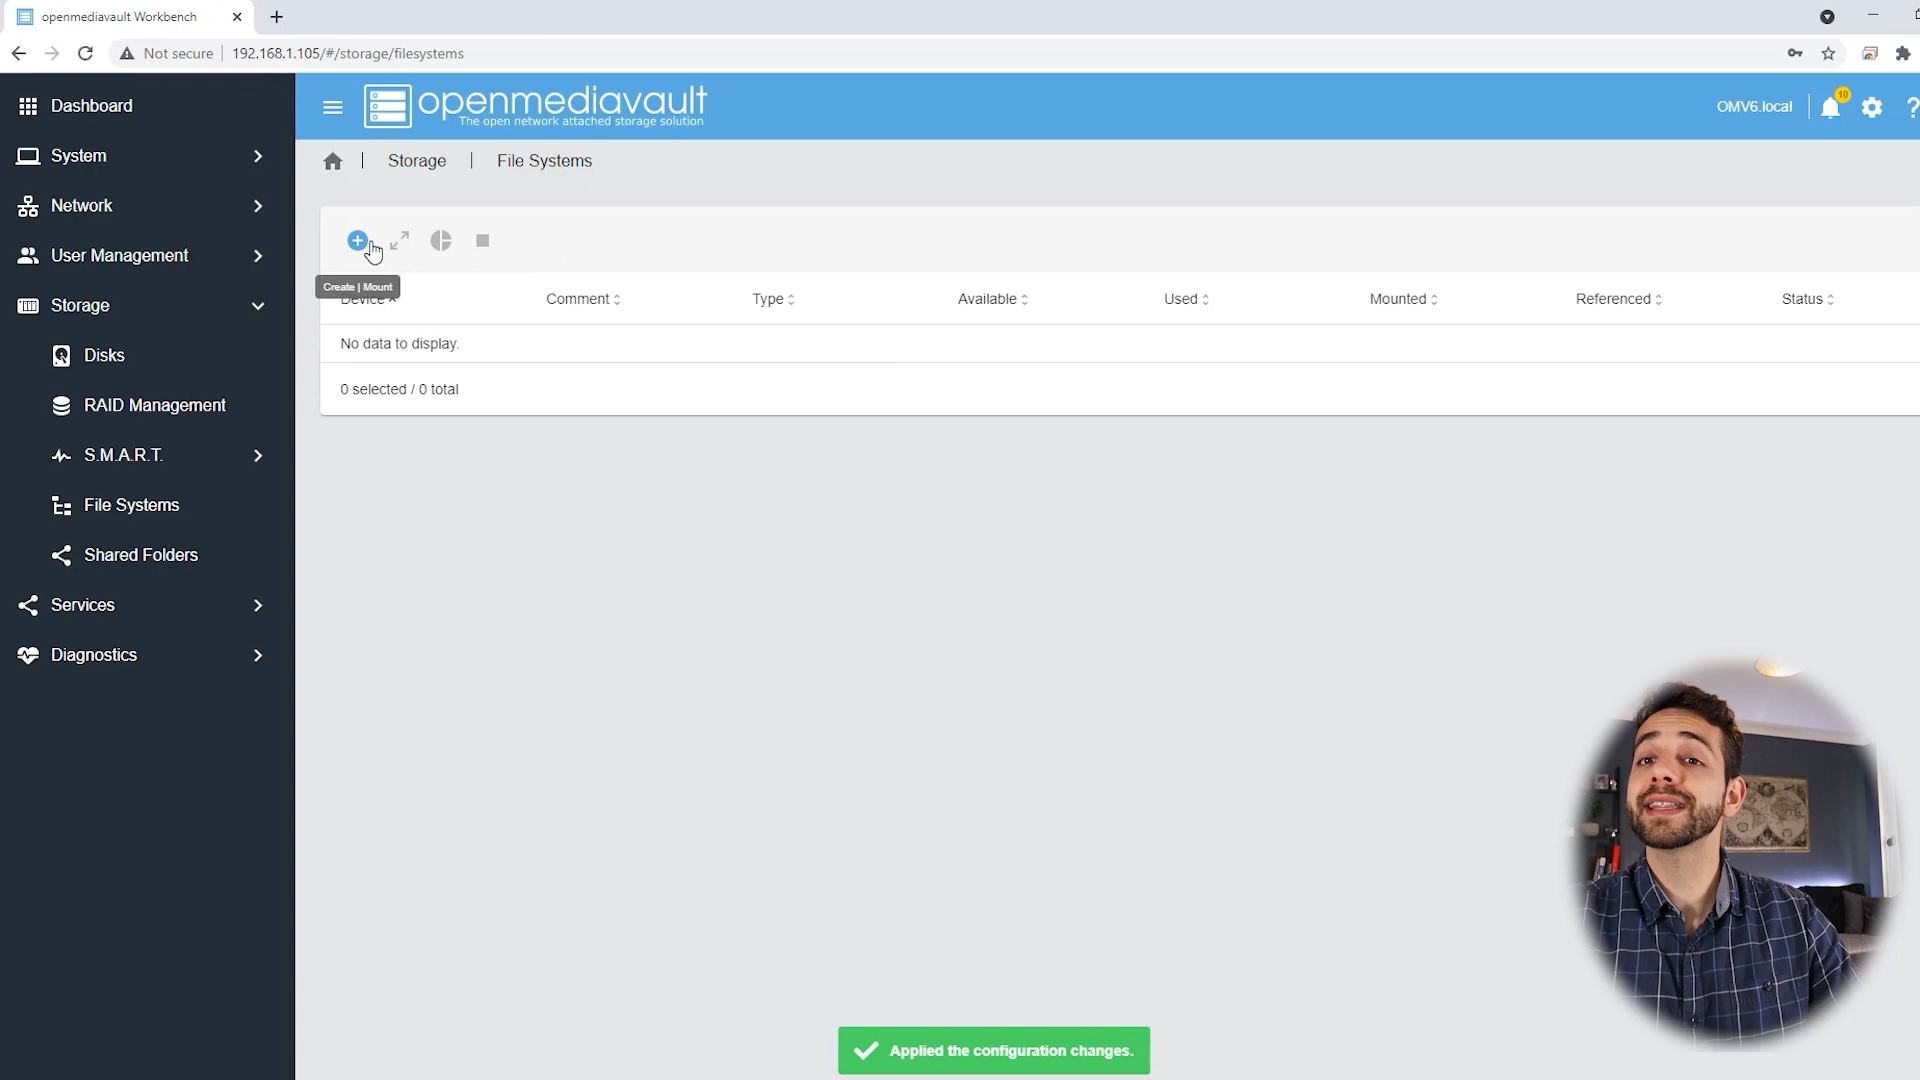 openmediavault Workbench
Not secure
192.168.1.105/#/storage/filesystems
Dashboard
System
Network
User Management
Storage
Disks
RAID Management
S.M.A.R.T.
File Systems
Shared Folders
Services
Diagnostics
openmediavault
The open network attached storage solution
OMV6.local
10
Storage | File Systems
Create | Mount
Device Comment Type Available Used Mounted Referenced Status
No data to display.
0 selected / 0 total
Applied the configuration changes.